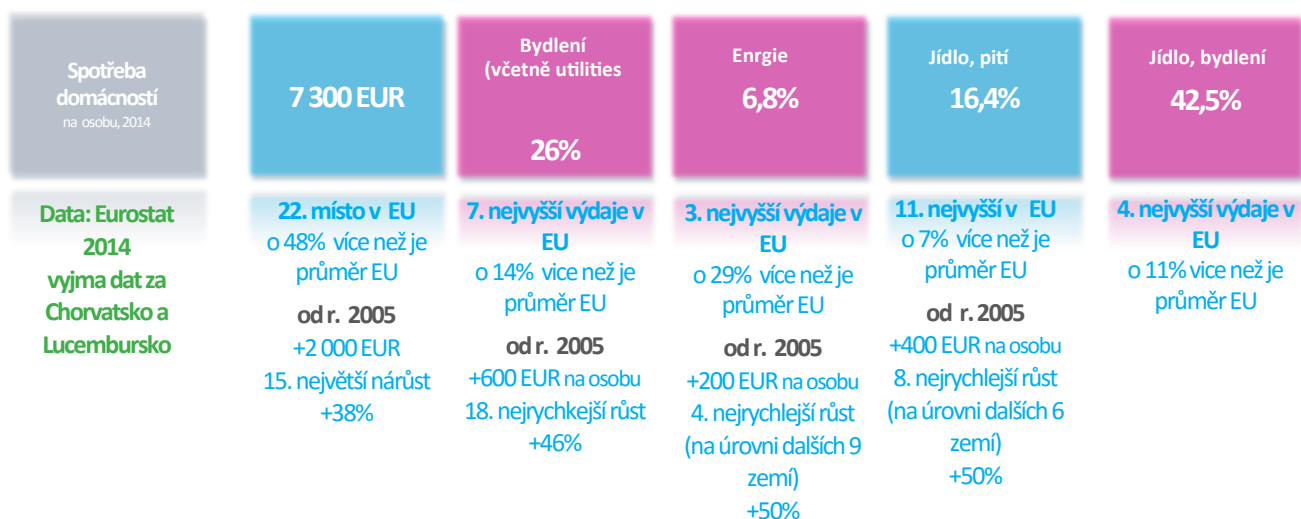 Spotřeba
domácností
na osobu, 2014
7 300 EUR
Bydlení
(včetně utilities
26%
Enrgie
6,8%
Jídlo, pití
16,4%
Jídlo, bydlení
42,5%
Data: Eurostat
2014
vyjma dat za
Chorvatsko a
Lucembursko
22. místo v EU
o 48% více než je
průměr EU
od r. 2005
+2 000 EUR
15. největší nárůst
+38%
7. nejvyšší výdaje v
EU
o 14% vice než je
průměr EU
od r. 2005
+600 EUR na osobu
18. nejrychkejší růst
+46%
3. nejvyšší výdaje v
EU
o 29% více než je
průměr EU
od r. 2005
+200 EUR na osobu
4. nejrychlejší růst
(na úrovni dalších 9
zemí)
+50%
11. nejvyšší v EU
o 7% více než je
průměr EU
od r. 2005
+400 EUR na osobu
8. nejrychlejší růst
(na úrovni dalších 6
zemí)
+50%
4. nejvyšší výdaje v
EU
o 11% vice než je
průměr EU